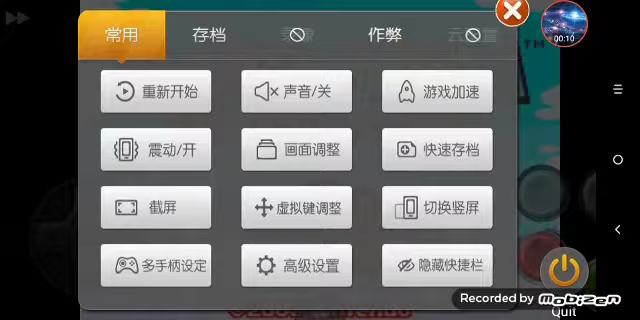 常用 存档 作弊
TM
00:10
重新开始 声音/关 游戏加速
震动/开 画面调整 快速存档
截屏 虚拟键调整 切换竖屏
多手柄设定 高级设置 隐藏快捷栏
Recorded by Mobizen
Quit